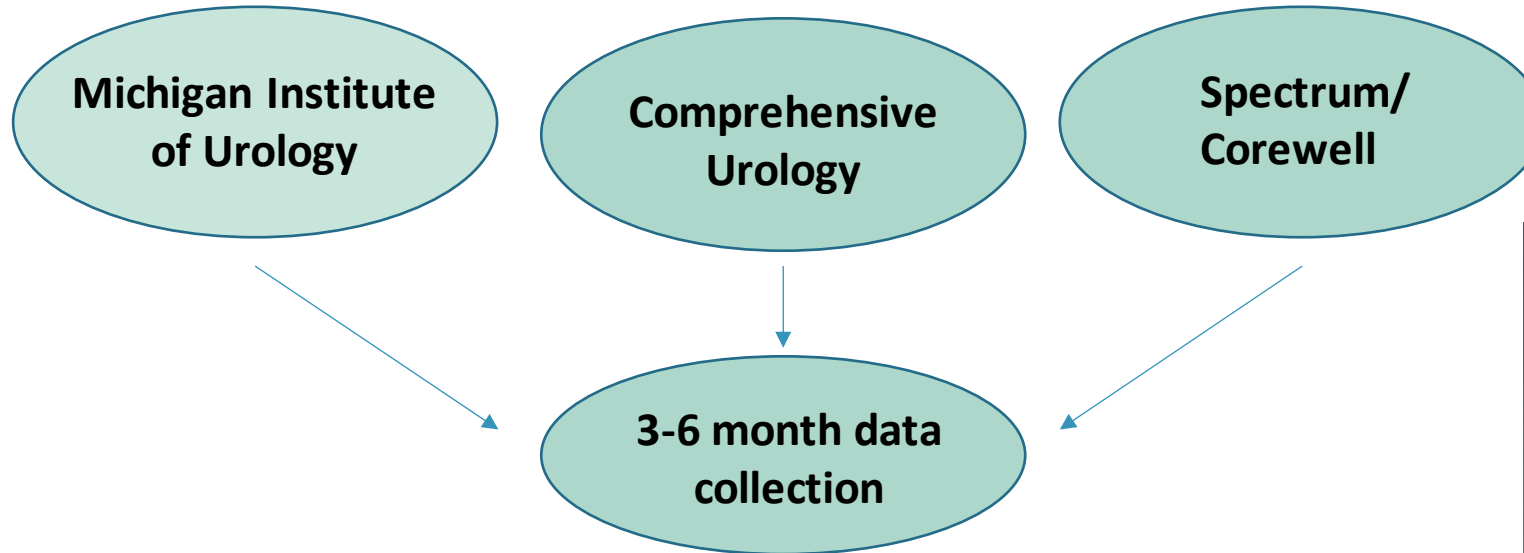 Michigan Institute
of Urology
Comprehensive
Urology
Spectrum/
Corewell
3-6 month data
collection